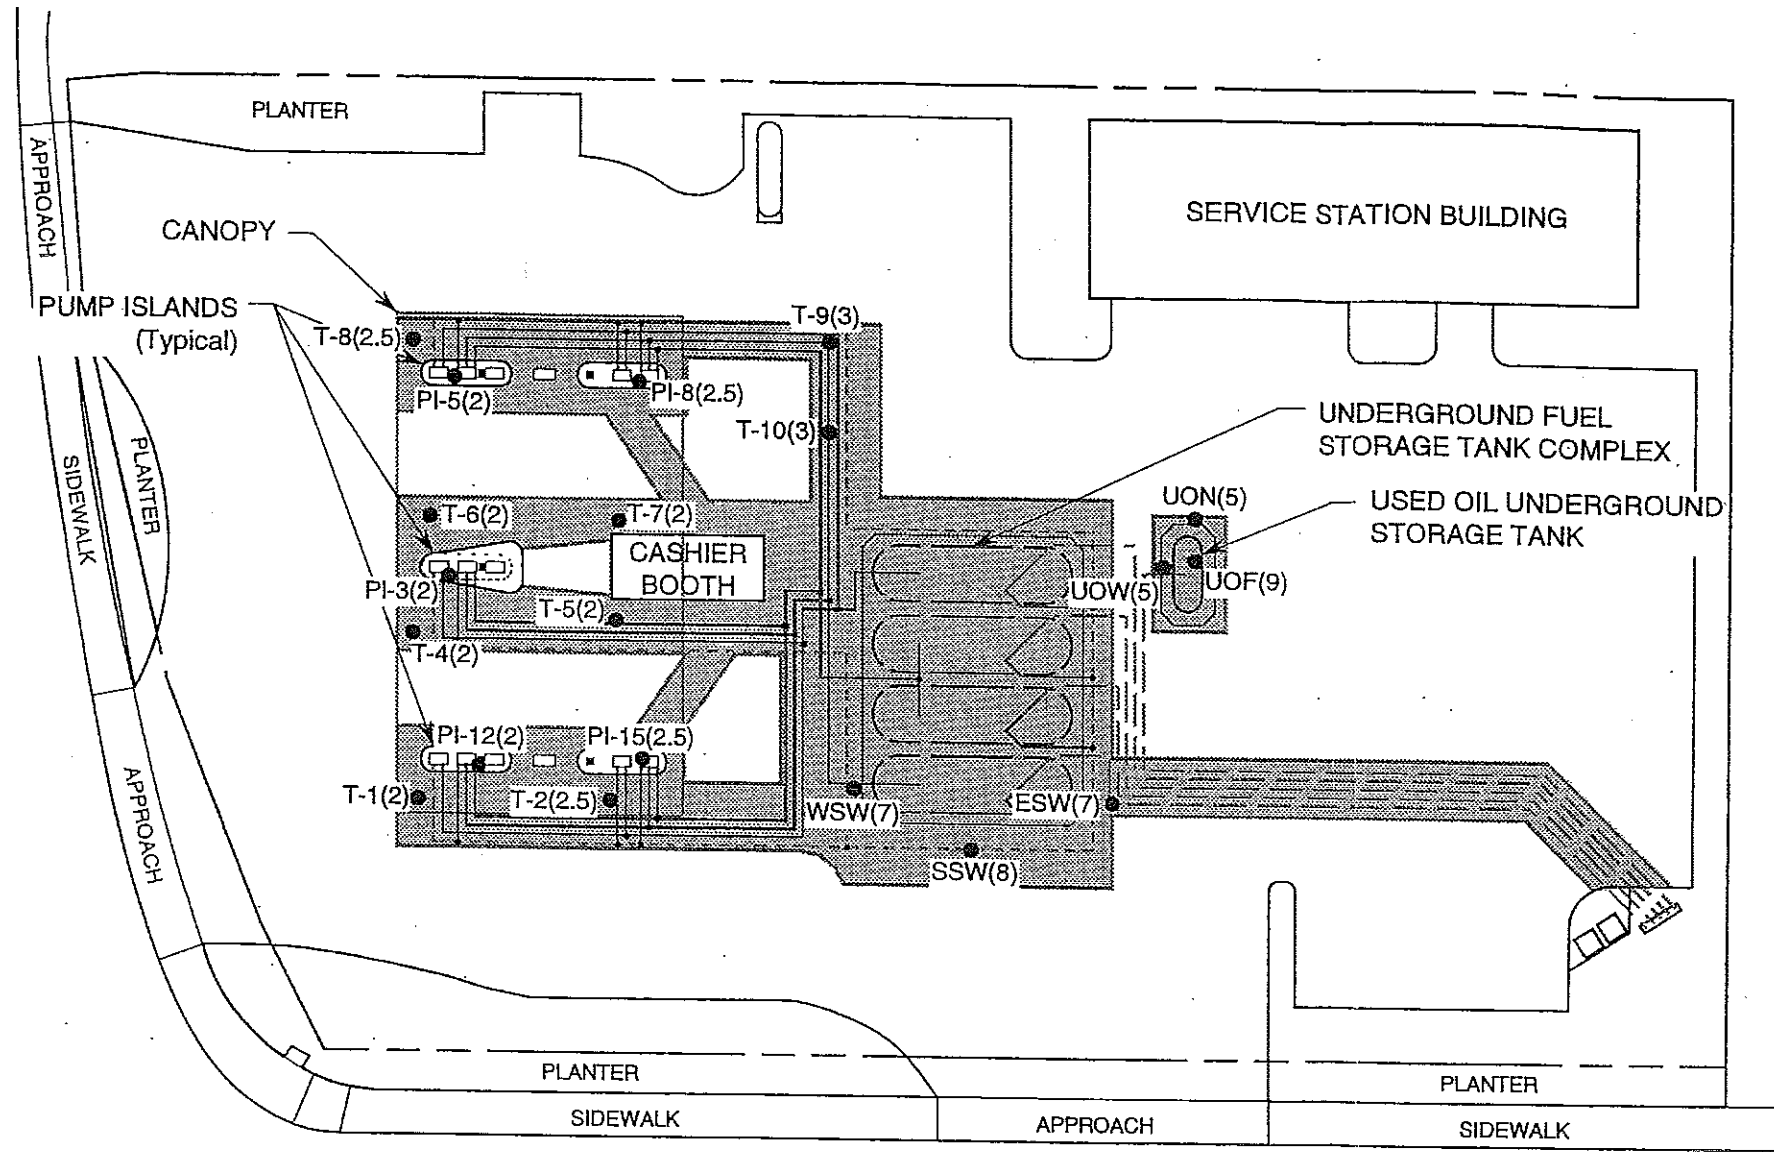 PLANTER
APPROACH
SERVICE STATION BUILDING
CANOPY
PUMP ISLANDS
(Typical)
T-8(2.5)
T-9(3)
PI-5(2)
PI-8(2.5)
T-10(3)
UNDERGROUND FUEL
STORAGE TANK COMPLEX
PLANTER
SIDEWALK
UON(5)
USED OIL UNDERGROUND
STORAGE TANK
T-6(2)
T-7(2)
CASHIER
BOOTH
PI-3(2)
UOW(5)
UOF(9)
T-5(2)
T-4(2)
PI-12(2)
PI-15(2.5)
APPROACH
T-1(2)
T-2(2.5)
WSW(7)
ESW(7)
SSW(8)
PLANTER
PLANTER
SIDEWALK
APPROACH
SIDEWALK